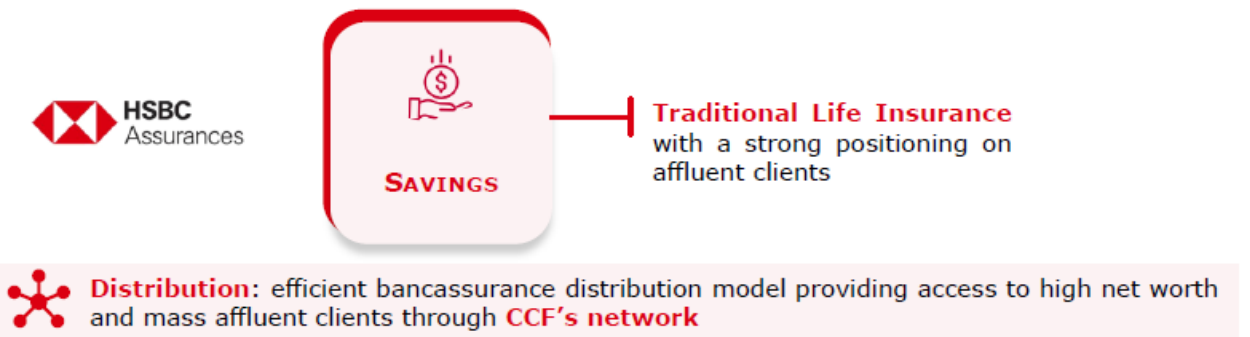 HSBC
Assurances
$
SAVINGS
Traditional Life Insurance
with a strong positioning on
affluent clients
Distribution: efficient bancassurance distribution model providing access to high net worth
and mass affluent clients through CCF's network